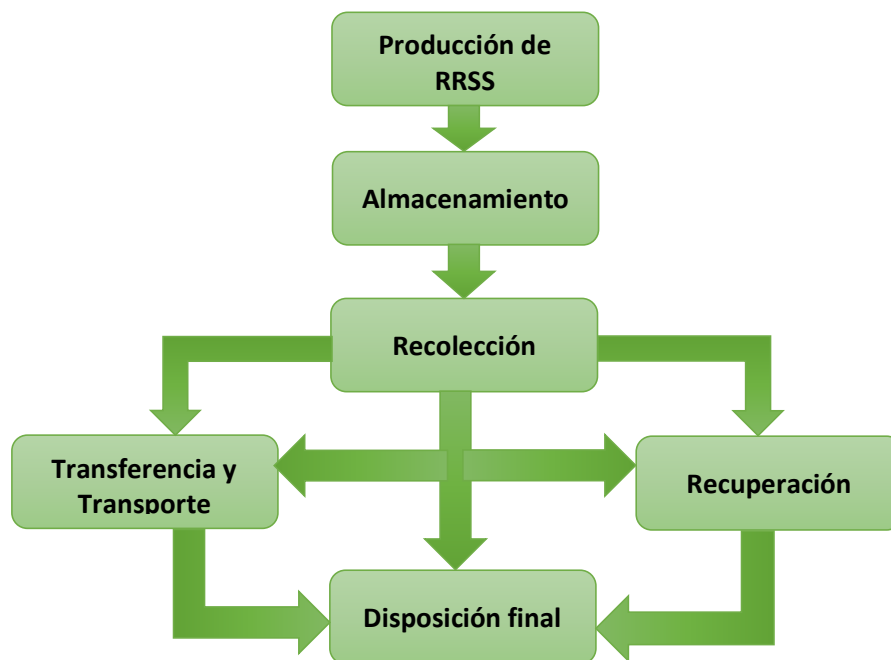 Producción de
RRSS
Almacenamiento
Recolección
Transferencia y
Transporte
Recuperación
Disposición final